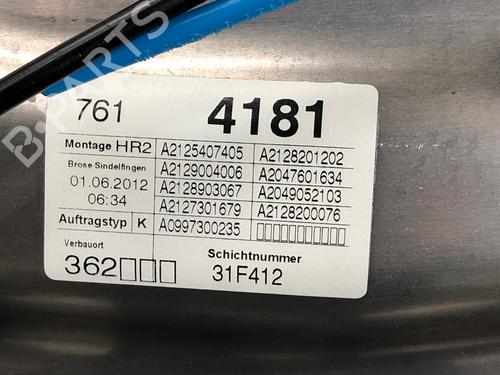 761 4181
Montage HR2 A2125407405 A2128201202
Brose Sindelfingen A2129004006 A2047601634
01.06.2012 A2128903067 A2049052103
06:34 A2127301679 A2128200076
Auftragstyp K A0997300235 □□□□□□□□□□□
Verbauort Schichtnummer
362□□□ 31F412
B-PARTS